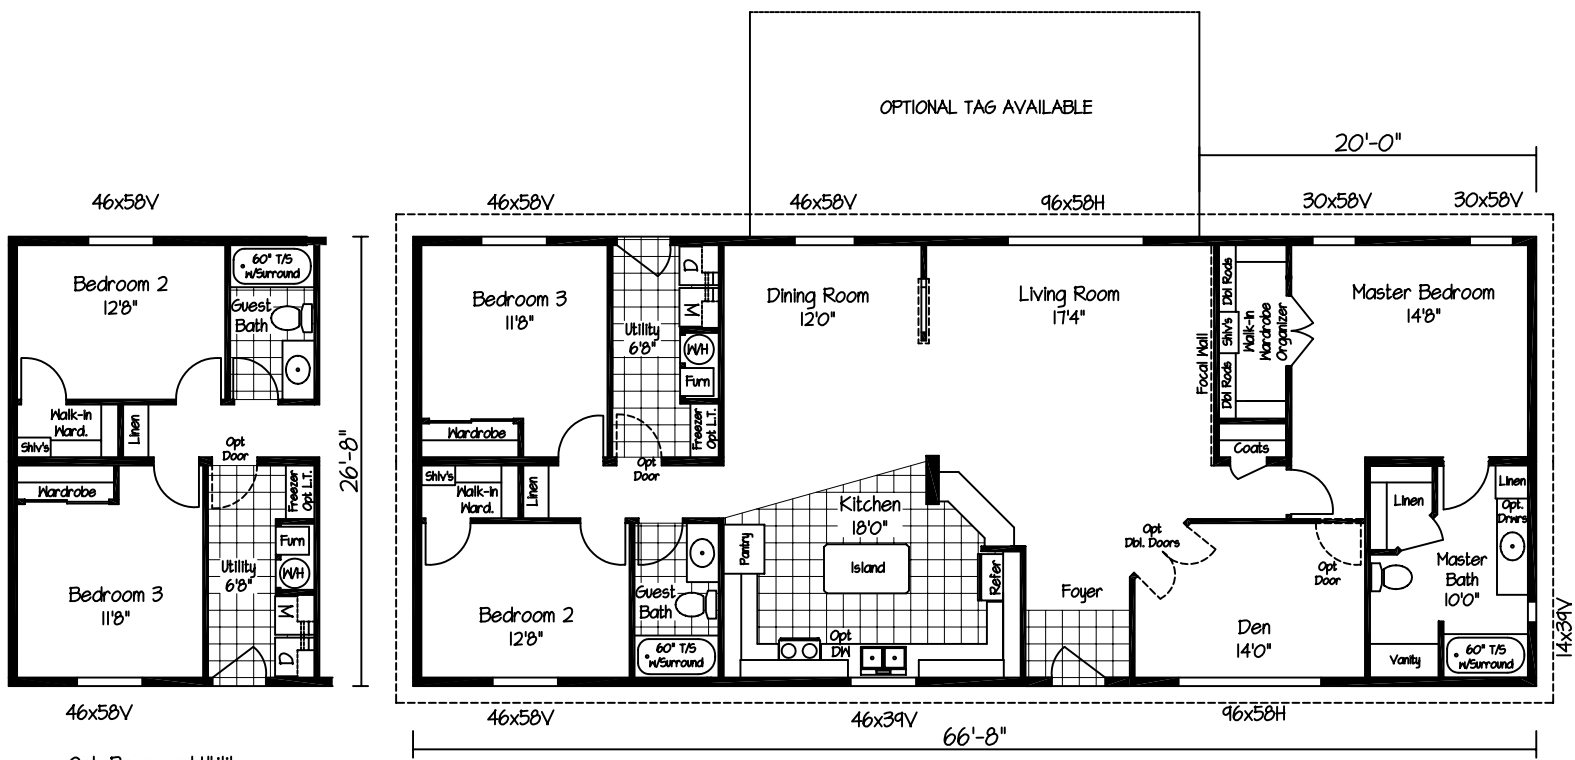 OPTIONAL TAG AVAILABLE
20'-0"
46x58V
46x58V
46x58V
96x58H
30x58V
30x58V
Bedroom 2
12'8"
60" T/S
w/Surround
Guest
Bath
Walk-in
Ward.
Shlv's
Linen
Opt
Door
Wardrobe
Freezer
Opt L.T.
Furn
W/H
Utility
6'8"
M
D
Bedroom 3
11'8"
46x58V
26'-8"
Bedroom 3
11'8"
Wardrobe
Utility
6'8"
D
M
W/H
Furn
Freezer
Opt L.T.
Opt
Door
Shlv's
Walk-in
Ward.
Linen
Bedroom 2
12'8"
Guest
Bath
60" T/S
w/Surround
Dining Room
12'0"
Living Room
17'4"
Focal Wall
Dbl Rods
Shlv's
Dbl Rods
Walk-in
Wardrobe
Organizer
Coats
Master Bedroom
14'8"
Kitchen
18'0"
Pantry
Island
Refer
Opt
DW
Foyer
Opt
Dbl. Doors
Opt
Door
Den
14'0"
Linen
Linen
Opt.
Drwrs
Master
Bath
10'0"
Vanity
60" T/S
w/Surround
14x39V
46x58V
46x39V
96x58H
66'-8"